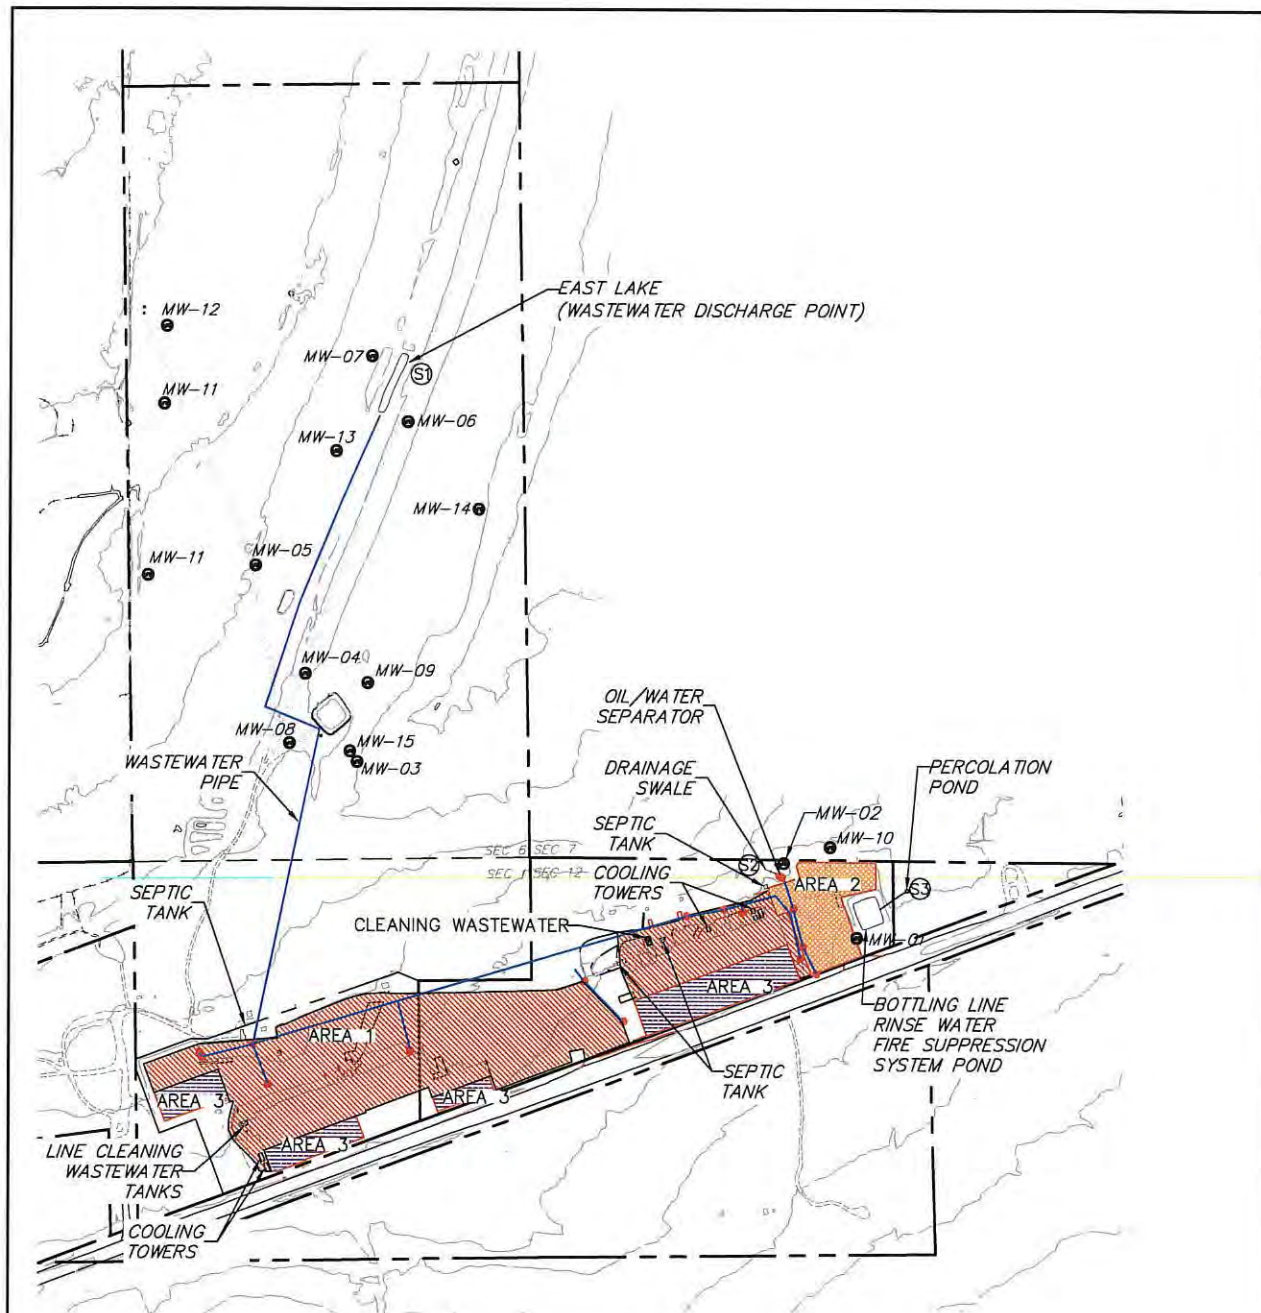 EAST LAKE
(WASTEWATER DISCHARGE POINT)
MW-12
MW-07
S1
MW-11
MW-06
MW-13
MW-14
MW-05
MW-11
MW-04
MW-09
OIL/WATER
SEPARATOR
MW-08
MW-15
MW-03
WASTEWATER
PIPE
DRAINAGE
SWALE
PERCOLATION
POND
MW-02
MW-10
SEPTIC
TANK
SEC 6 SEC 7
SEC 1 SEC 12
S2
COOLING
TOWERS
AREA 2
S3
SEPTIC
TANK
CLEANING WASTEWATER
MW-01
AREA 3
BOTTLING LINE
RINSE WATER
FIRE SUPPRESSION
SYSTEM POND
AREA 1
SEPTIC
TANK
AREA 3
AREA 3
AREA 3
LINE CLEANING
WASTEWATER
TANKS
COOLING
TOWERS